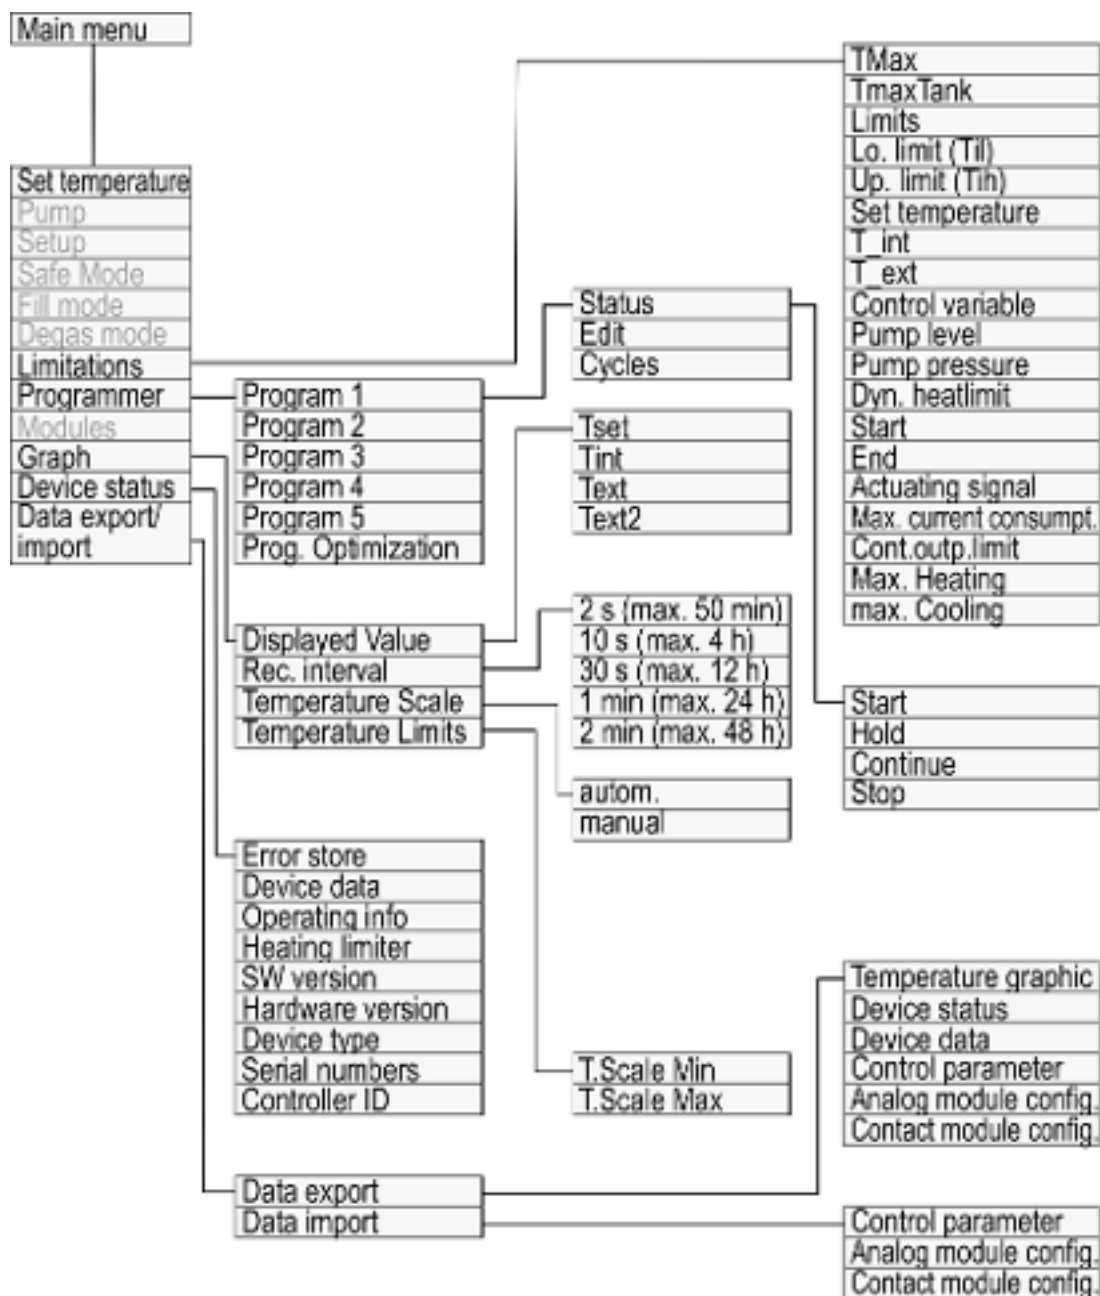 Main menu
Set temperature
Pump
Setup
Safe Mode
Fill mode
Degas mode
Limitations
Programmer
Modules
Graph
Device status
Data export/
import
Program 1
Program 2
Program 3
Program 4
Program 5
Prog. Optimization
Displayed Value
Rec. interval
Temperature Scale
Temperature Limits
Error store
Device data
Operating info
Heating limiter
SW version
Hardware version
Device type
Serial numbers
Controller ID
Data export
Data import
Status
Edit
Cycles
Tset
Tint
Text
Text2
2 s (max. 50 min)
10 s (max. 4 h)
30 s (max. 12 h)
1 min (max. 24 h)
2 min (max. 48 h)
autom.
manual
T.Scale Min
T.Scale Max
TMax
TmaxTank
Limits
Lo. limit (Til)
Up. limit (Tih)
Set temperature
T_int
T_ext
Control variable
Pump level
Pump pressure
Dyn. heatlimit
Start
End
Actuating signal
Max. current consumpt.
Cont.outp.limit
Max. Heating
max. Cooling
Start
Hold
Continue
Stop
Temperature graphic
Device status
Device data
Control parameter
Analog module config.
Contact module config.
Control parameter
Analog module config.
Contact module config.